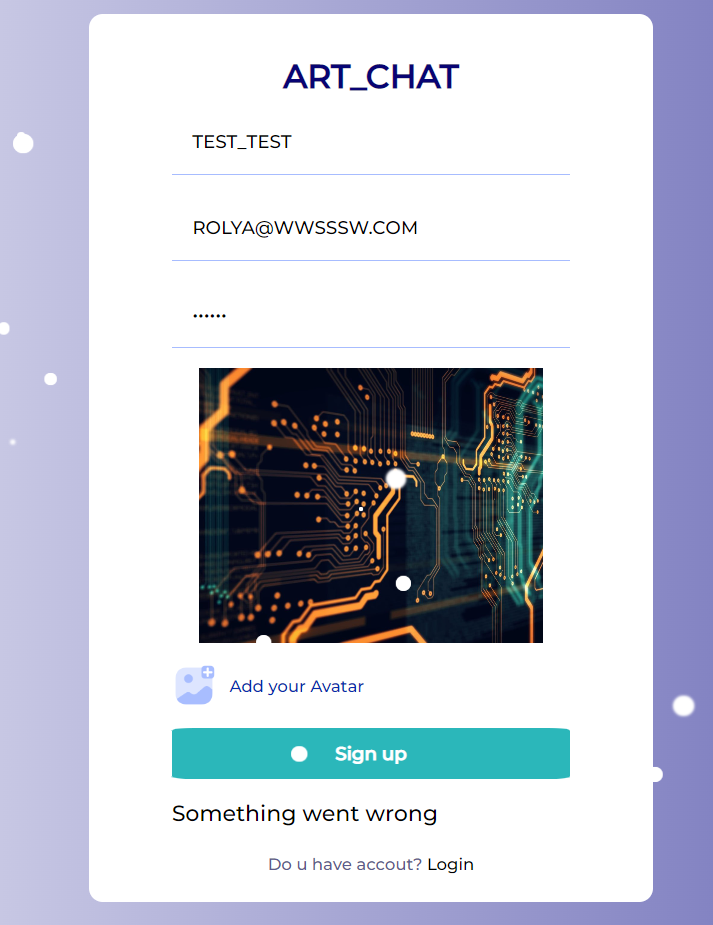 ART_CHAT
TEST_TEST
ROLYA@WWSSSW.COM
••••••
Add your Avatar
Sign up
Something went wrong
Do u have accout? Login